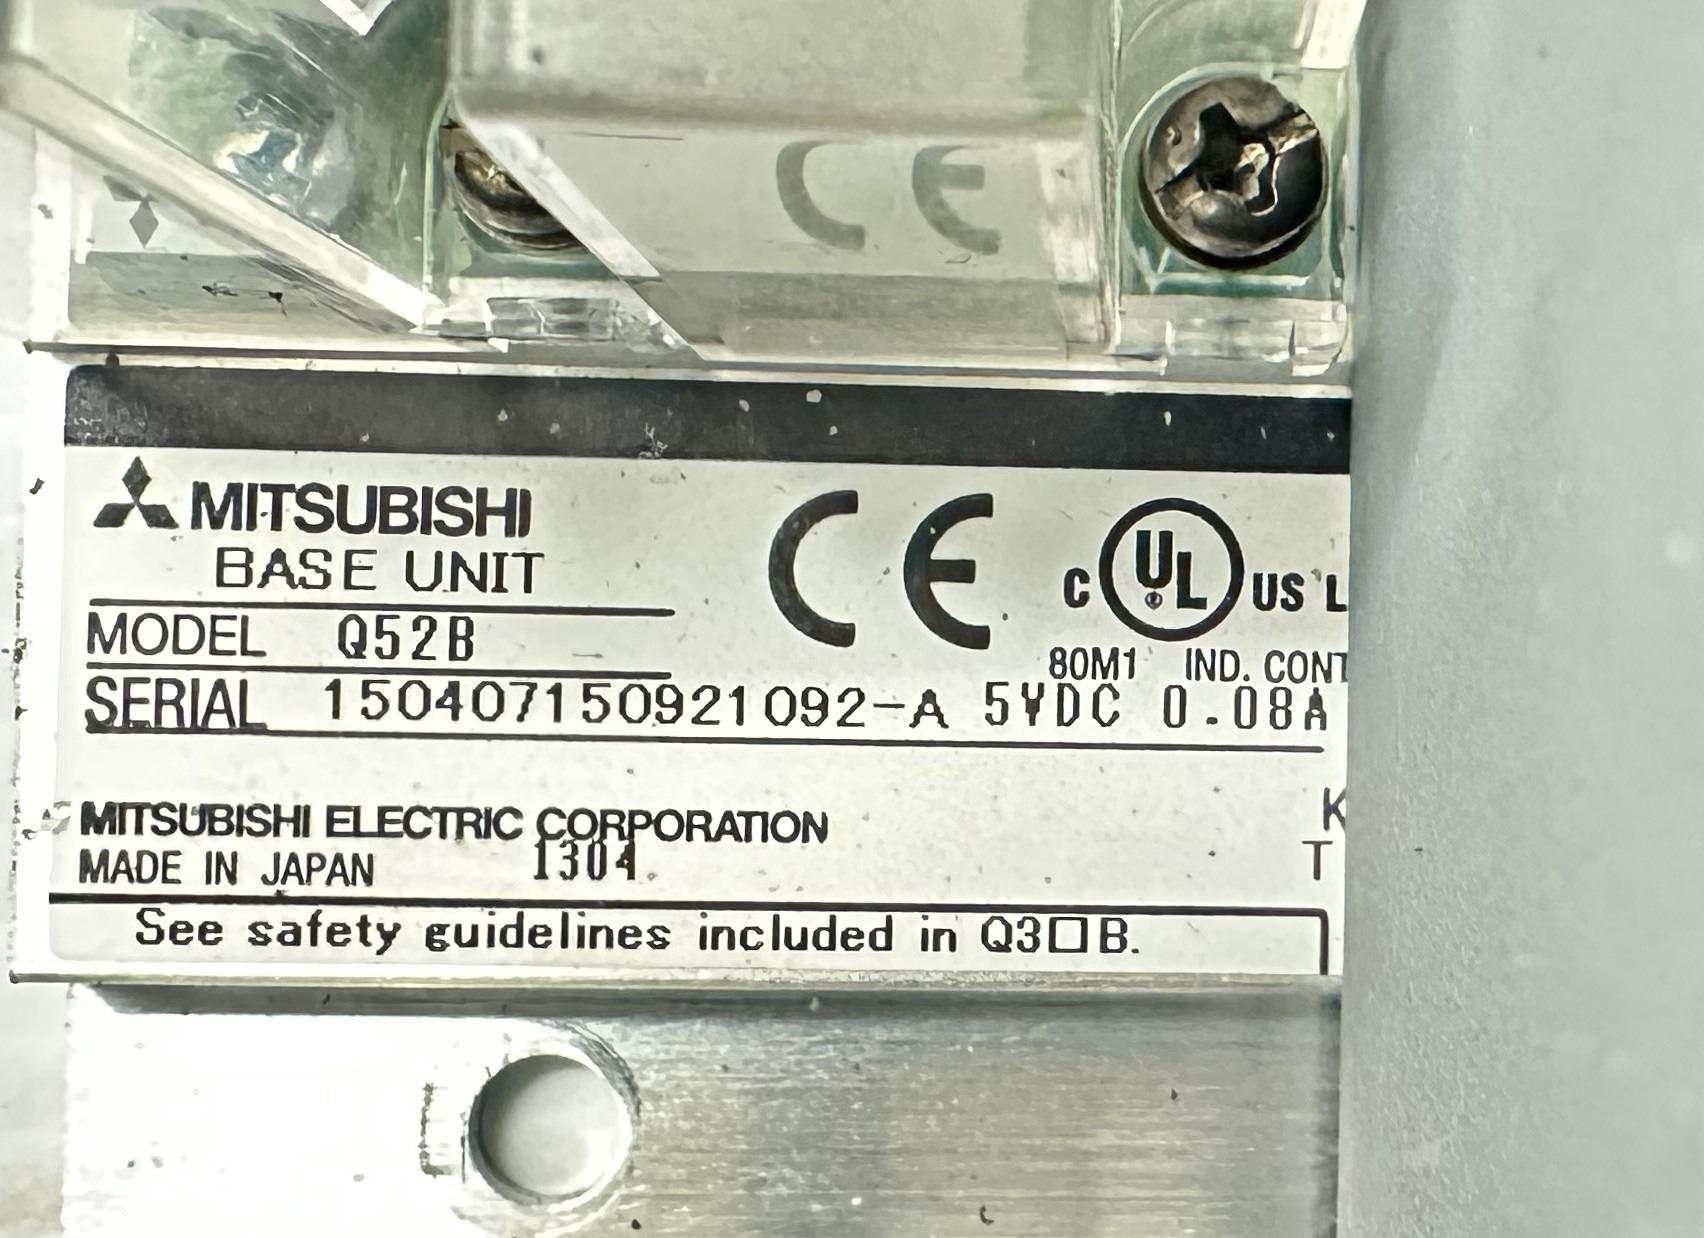 CE
MITSUBISHI
BASE UNIT
CE
C UL US L
MODEL Q52B
80M1 IND. CONT
SERIAL 150407150921092-A 5VDC 0.08A
K
MITSUBISHI ELECTRIC CORPORATION
MADE IN JAPAN 1304
T
See safety guidelines included in Q3□B.